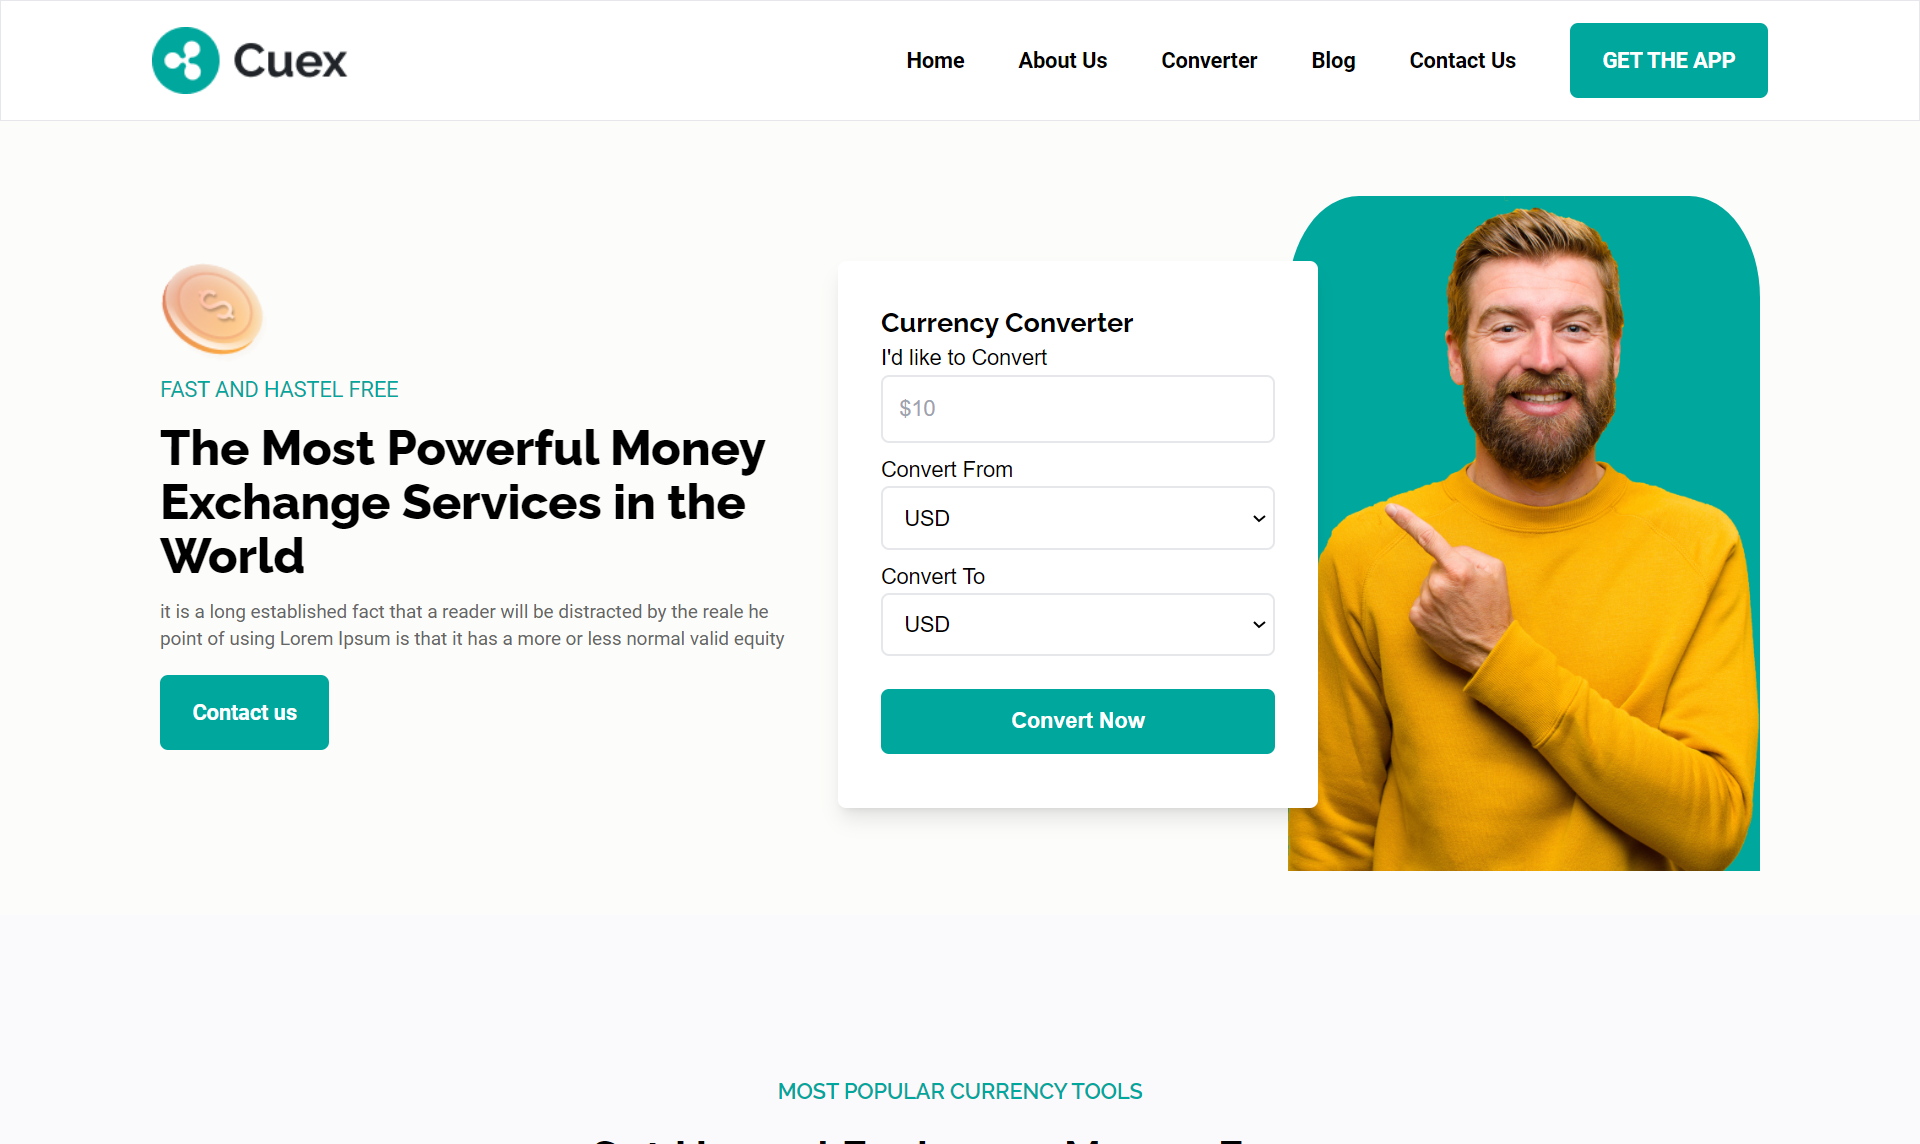 Cuex
Home
About Us
Converter
Blog
Contact Us
GET THE APP
FAST AND HASTEL FREE
The Most Powerful Money
Exchange Services in the
World
it is a long established fact that a reader will be distracted by the reale he
point of using Lorem Ipsum is that it has a more or less normal valid equity
Contact us
Currency Converter
I'd like to Convert
$10
Convert From
USD
Convert To
USD
Convert Now
MOST POPULAR CURRENCY TOOLS